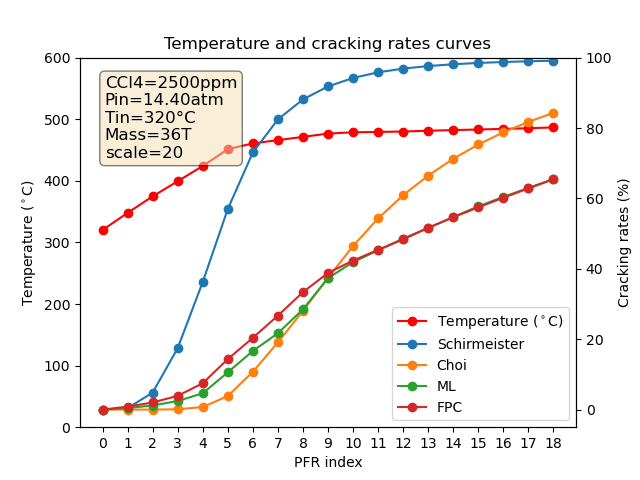 Temperature and cracking rates curves
CCl4=2500ppm
Pin=14.40atm
Tin=320°C
Mass=36T
scale=20
600
500
400
300
200
100
0
Temperature (°C)
100
80
60
40
20
0
Cracking rates (%)
Temperature (°C)
Schirmeister
Choi
ML
FPC
0 1 2 3 4 5 6 7 8 9 10 11 12 13 14 15 16 17 18
PFR index